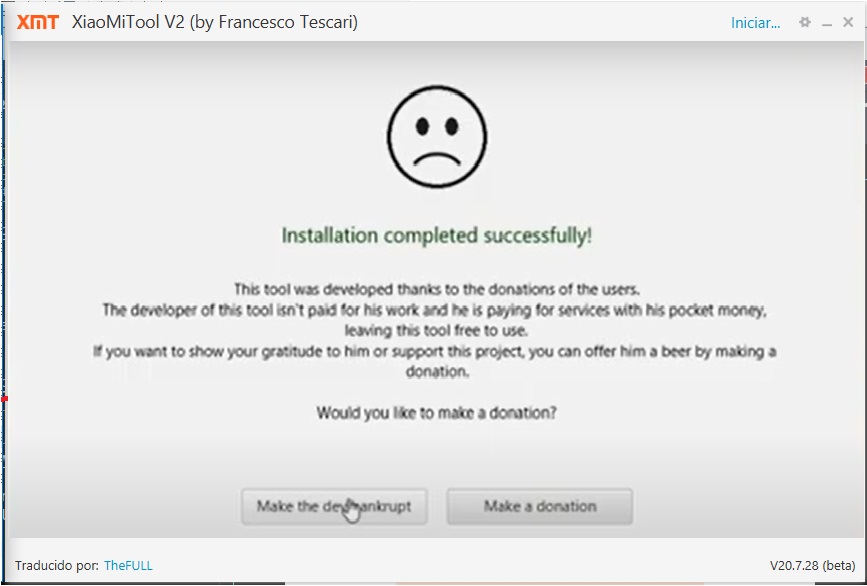 XMT XiaoMiTool V2 (by Francesco Tescari) Iniciar...
Installation completed successfully!
This tool was developed thanks to the donations of the users.
The developer of this tool isn't paid for his work and he is paying for services with his pocket money,
leaving this tool free to use.
If you want to show your gratitude to him or support this project, you can offer him a beer by making a
donation.
Would you like to make a donation?
Make the dev bankrupt Make a donation
Traducido por: TheFULL V20.7.28 (beta)